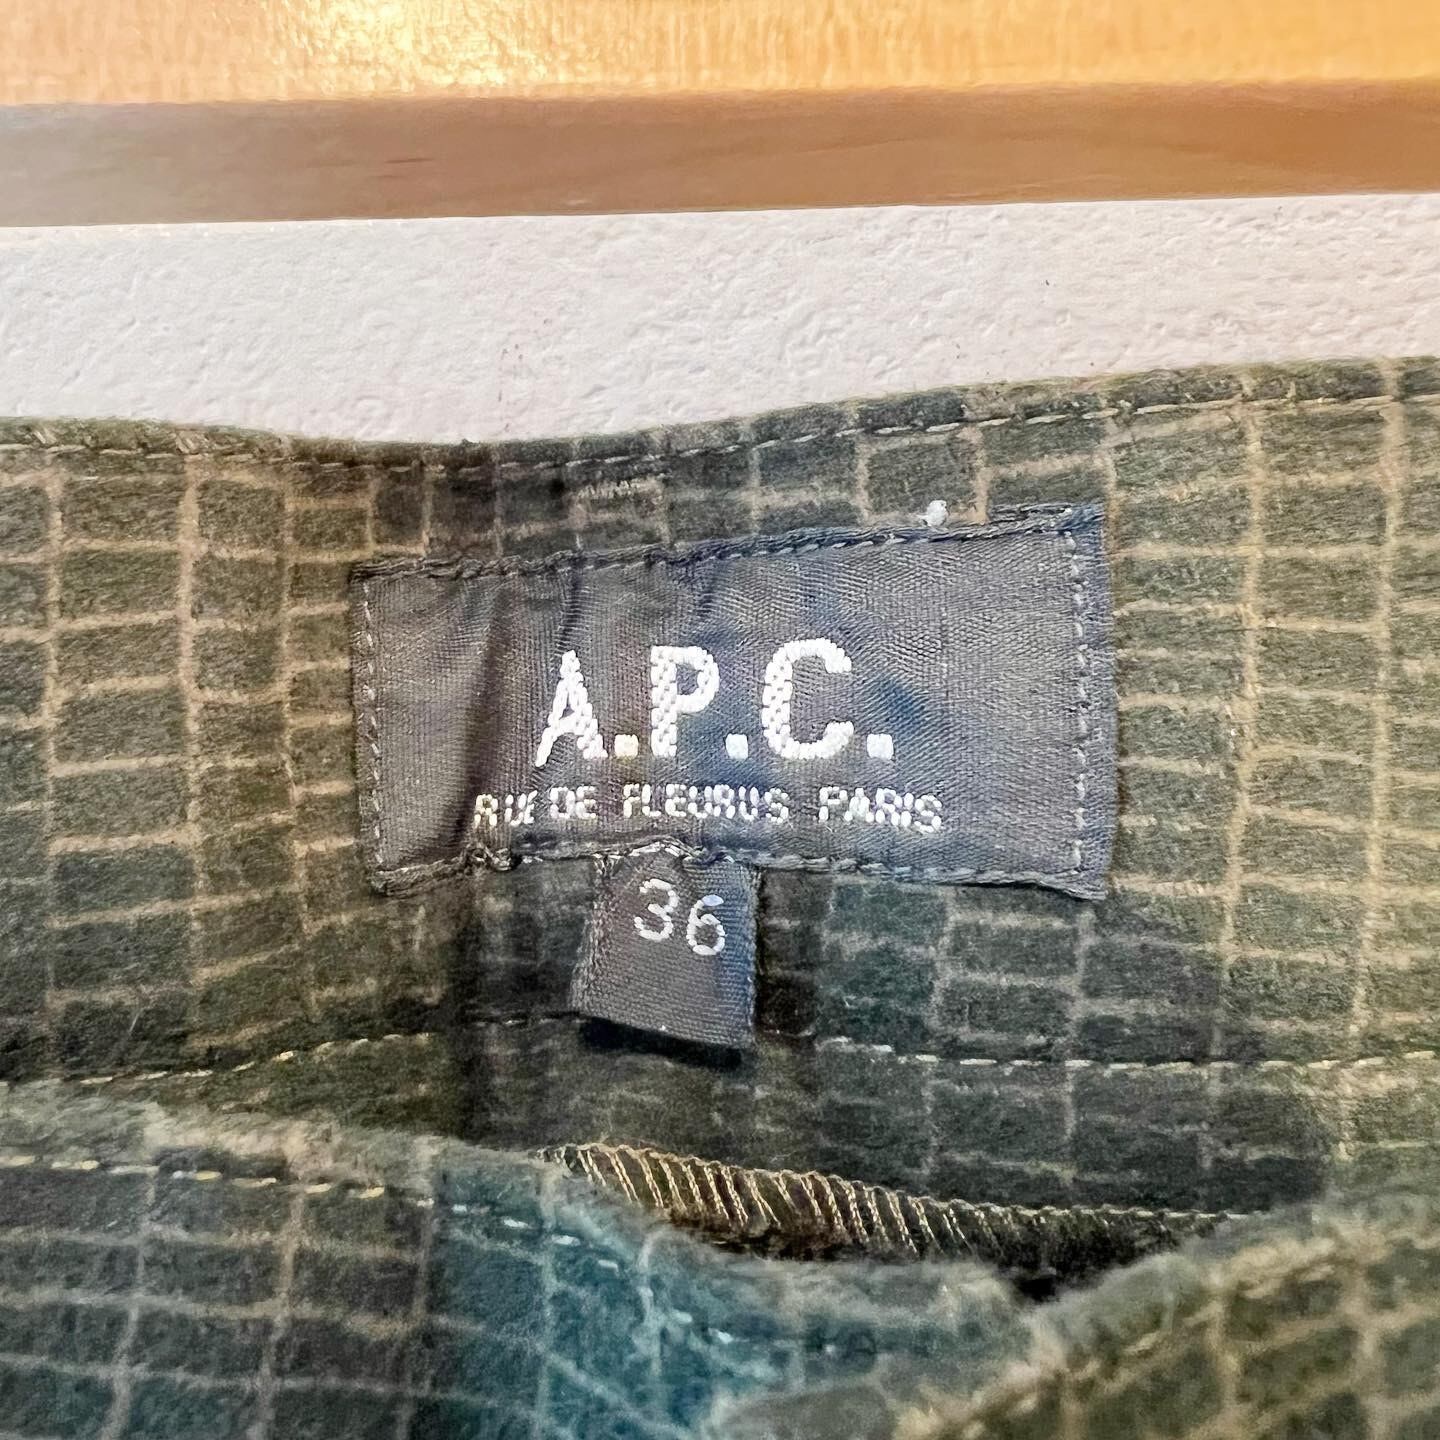 A.P.C.
RUE DE FLEURUS PARIS
36